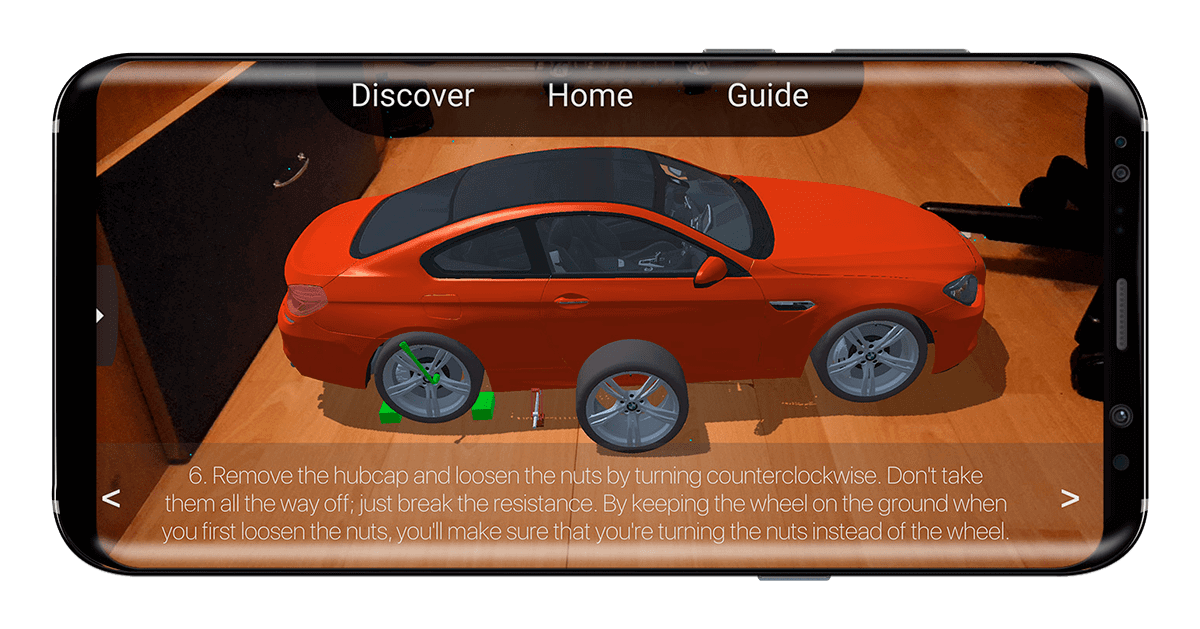 Discover Home Guide
6. Remove the hubcap and loosen the nuts by turning counterclockwise. Don't take
them all the way off; just break the resistance. By keeping the wheel on the ground when
< >
you first loosen the nuts, you'll make sure that you're turning the nuts instead of the wheel.